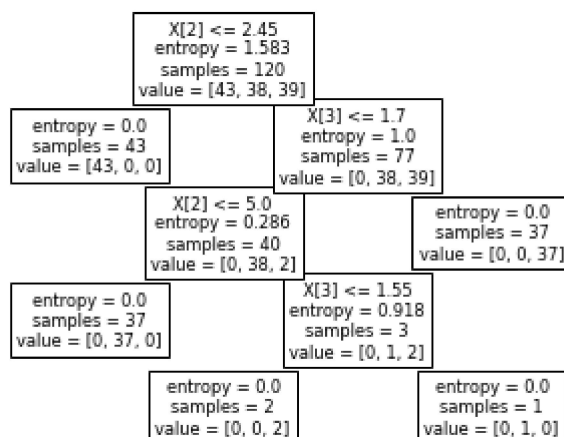 X[2] <= 2.45
entropy = 1.583
samples = 120
value = [43, 38, 39]
entropy = 0.0
samples = 43
value = [43, 0, 0]
X[3] <= 1.7
entropy = 1.0
samples = 77
value = [0, 38, 39]
X[2] <= 5.0
entropy = 0.286
samples = 40
value = [0, 38, 2]
entropy = 0.0
samples = 37
value = [0, 0, 37]
entropy = 0.0
samples = 37
value = [0, 37, 0]
X[3] <= 1.55
entropy = 0.918
samples = 3
value = [0, 1, 2]
entropy = 0.0
samples = 2
value = [0, 0, 2]
entropy = 0.0
samples = 1
value = [0, 1, 0]